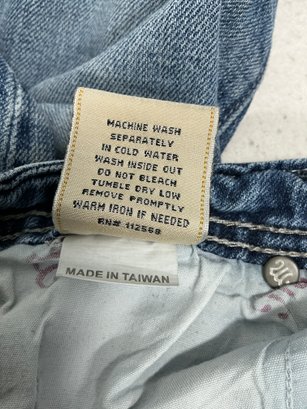 MACHINE WASH
SEPARATELY
IN COLD WATER
WASH INSIDE OUT
DO NOT BLEACH
TUMBLE DRY LOW
REMOVE PROMPTLY
WARM IRON IF NEEDED
RN# 112568
MADE IN TAIWAN